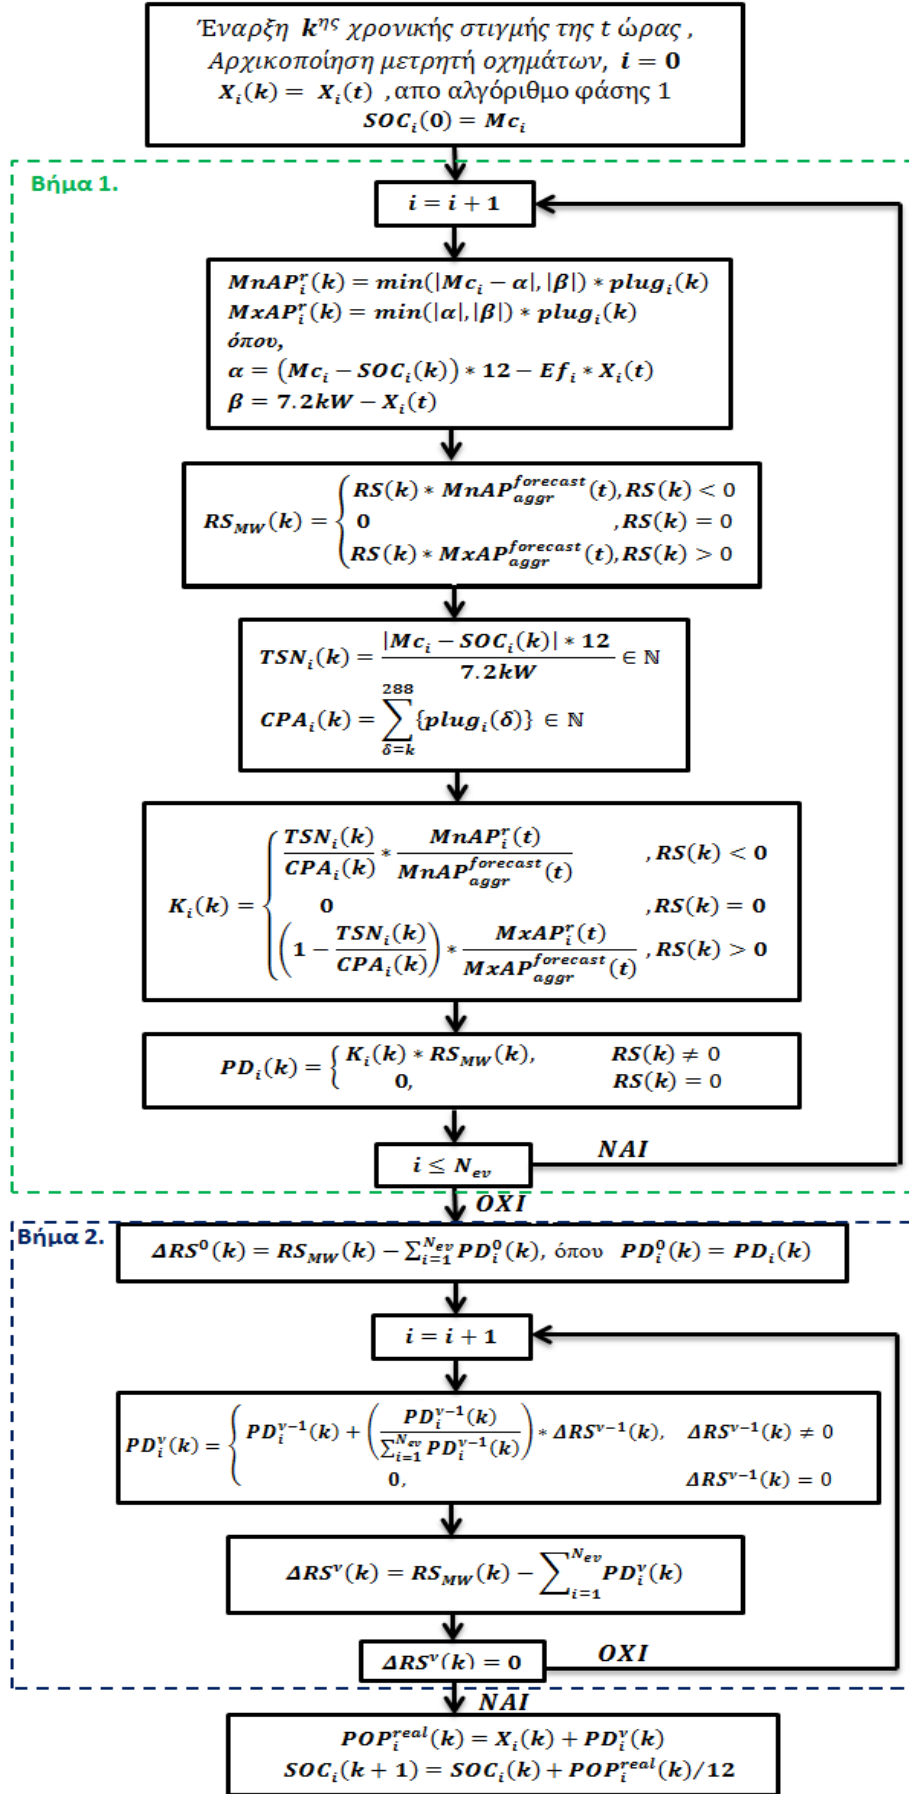 Έναρξη k^ης χρονικής στιγμής της t ώρας ,
Αρχικοποίηση μετρητή οχημάτων, i = 0
X_i(k) = X_i(t) ,απο αλγόριθμο φάσης 1
SOC_i(0) = Mc_i
Βήμα 1.
i = i + 1
MnAP_i^r(k) = min(|Mc_i − α|, |β|) * plug_i(k)
MxAP_i^r(k) = min(|α|, |β|) * plug_i(k)
όπου,
α = (Mc_i − SOC_i(k)) * 12 − Ef_i * X_i(t)
β = 7.2kW − X_i(t)
RS_MW(k) = { RS(k) * MnAP_aggr^forecast(t), RS(k) < 0
0 , RS(k) = 0
RS(k) * MxAP_aggr^forecast(t), RS(k) > 0
TSN_i(k) = |Mc_i − SOC_i(k)| * 12 / 7.2kW ∈ ℕ
CPA_i(k) = ∑_{δ=k}^{288} {plug_i(δ)} ∈ ℕ
K_i(k) = { TSN_i(k) / CPA_i(k) * MnAP_i^r(t) / MnAP_aggr^forecast(t) , RS(k) < 0
0 , RS(k) = 0
(1 − TSN_i(k) / CPA_i(k)) * MxAP_i^r(t) / MxAP_aggr^forecast(t) , RS(k) > 0
PD_i(k) = { K_i(k) * RS_MW(k), RS(k) ≠ 0
0, RS(k) = 0
i ≤ N_ev
NAI
OXI
Βήμα 2.
ΔRS^0(k) = RS_MW(k) − ∑_{i=1}^{N_ev} PD_i^0(k), όπου PD_i^0(k) = PD_i(k)
i = i + 1
PD_i^ν(k) = { PD_i^{ν−1}(k) + (PD_i^{ν−1}(k) / ∑_{i=1}^{N_ev} PD_i^{ν−1}(k)) * ΔRS^{ν−1}(k), ΔRS^{ν−1}(k) ≠ 0
0, ΔRS^{ν−1}(k) = 0
ΔRS^ν(k) = RS_MW(k) − ∑_{i=1}^{N_ev} PD_i^ν(k)
ΔRS^ν(k) = 0
OXI
NAI
POP_i^real(k) = X_i(k) + PD_i^ν(k)
SOC_i(k + 1) = SOC_i(k) + POP_i^real(k)/12